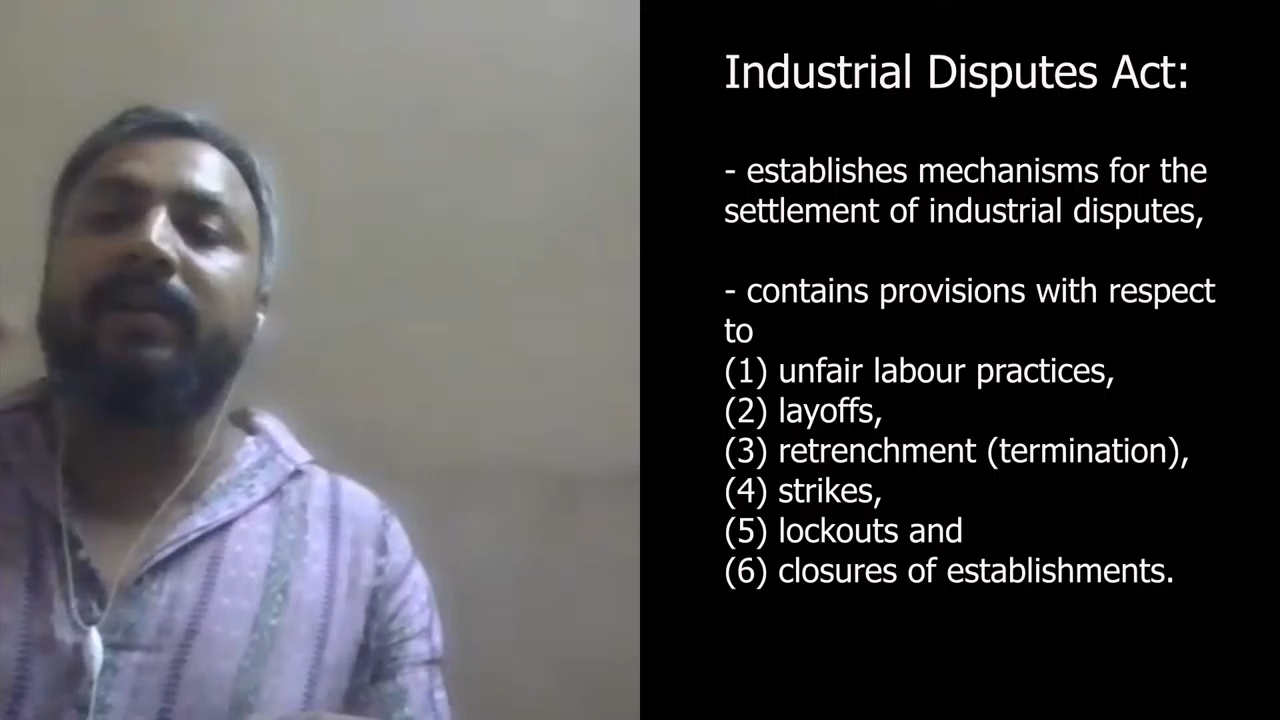 Industrial Disputes Act:
- establishes mechanisms for the
settlement of industrial disputes,
- contains provisions with respect
to
(1) unfair labour practices,
(2) layoffs,
(3) retrenchment (termination),
(4) strikes,
(5) lockouts and
(6) closures of establishments.